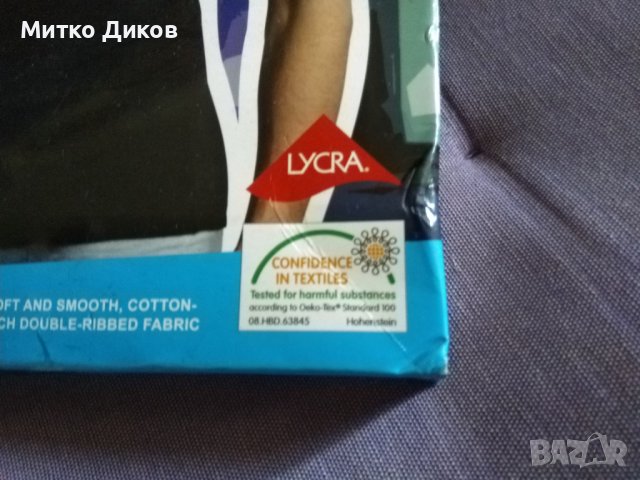 Митко Диков
LYCRA®
CONFIDENCE
IN TEXTILES
Tested for harmful substances
according to Oeko-Tex® Standard 100
08.HBD.63845 Hohenstein
OFT AND SMOOTH, COTTON-
CH DOUBLE-RIBBED FABRIC
BAZAR